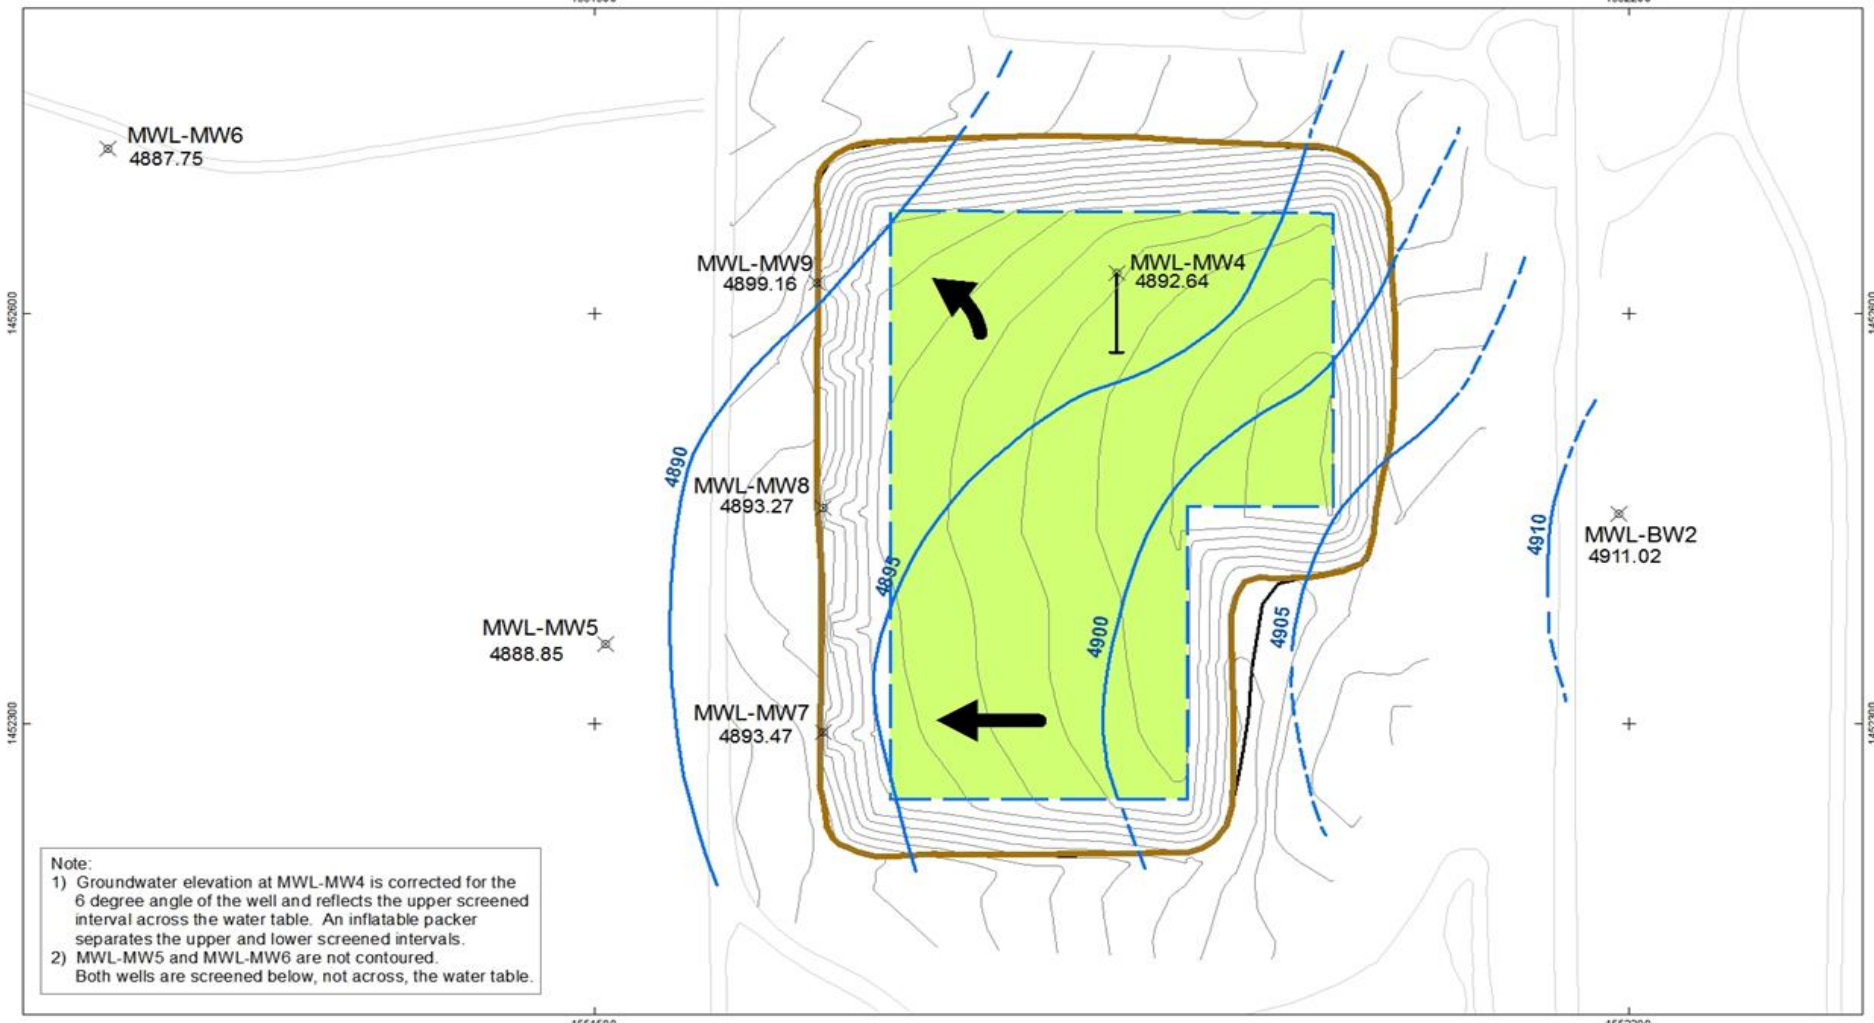 MWL-MW6
4887.75
MWL-MW9
4899.16
MWL-MW4
4892.64
1452600
1452600
4890
MWL-MW8
4893.27
4910
MWL-BW2
4911.02
4895
MWL-MW5
4888.85
4900
4905
MWL-MW7
4893.47
1452300
1452300
Note:
1) Groundwater elevation at MWL-MW4 is corrected for the
6 degree angle of the well and reflects the upper screened
interval across the water table. An inflatable packer
separates the upper and lower screened intervals.
2) MWL-MW5 and MWL-MW6 are not contoured.
Both wells are screened below, not across, the water table.